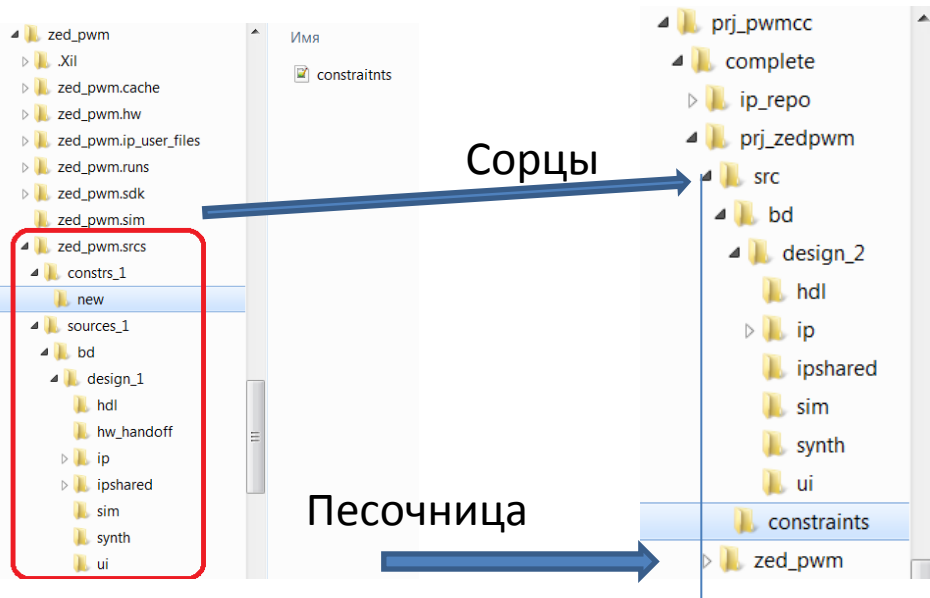 zed_pwm
.Xil
zed_pwm.cache
zed_pwm.hw
zed_pwm.ip_user_files
zed_pwm.runs
zed_pwm.sdk
zed_pwm.sim
zed_pwm.srcs
constrs_1
new
sources_1
bd
design_1
hdl
hw_handoff
ip
ipshared
sim
synth
ui
Имя
constraitnts
Сорцы
Песочница
prj_pwmcc
complete
ip_repo
prj_zedpwm
src
bd
design_2
hdl
ip
ipshared
sim
synth
ui
constraints
zed_pwm